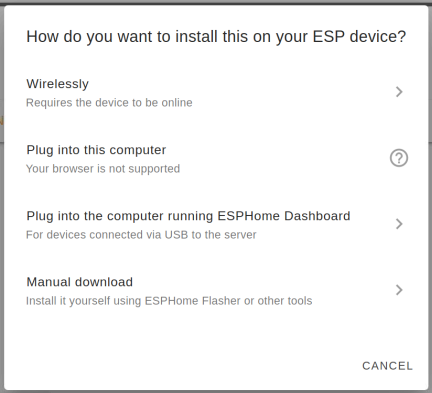 How do you want to install this on your ESP device?
Wirelessly
Requires the device to be online
Plug into this computer
Your browser is not supported
Plug into the computer running ESPHome Dashboard
For devices connected via USB to the server
Manual download
Install it yourself using ESPHome Flasher or other tools
CANCEL